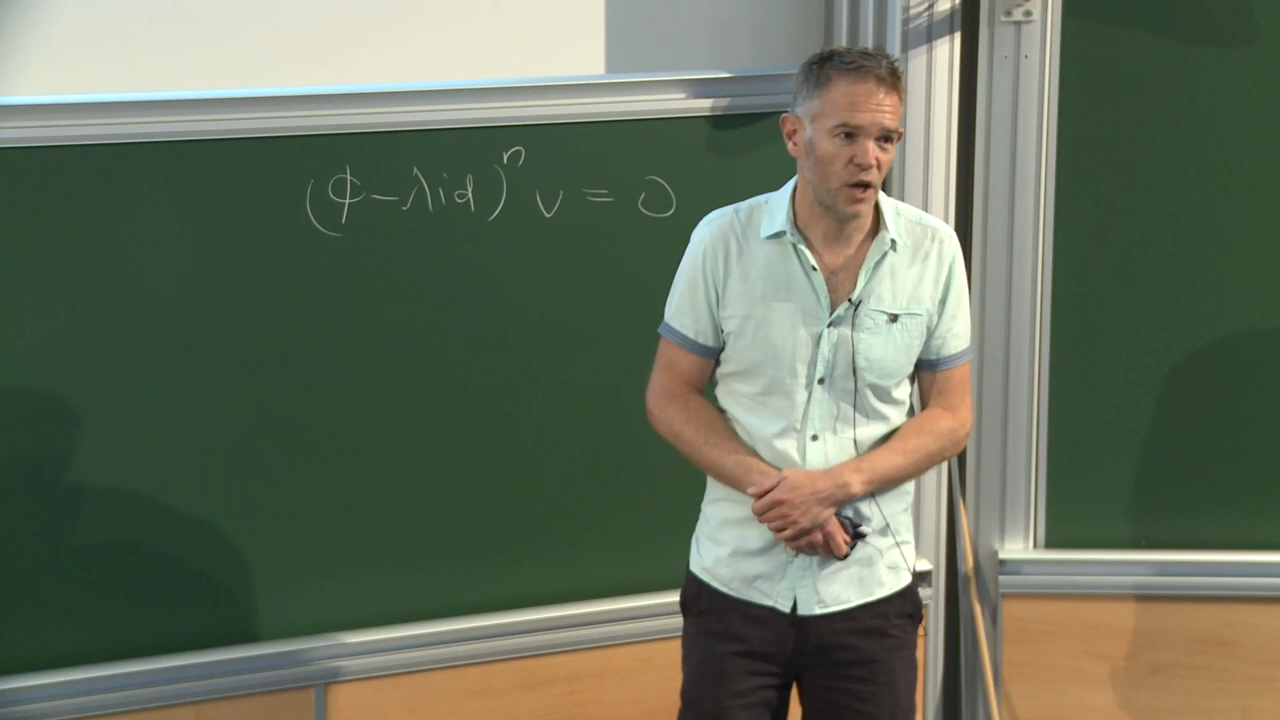 (ϕ-λid)ⁿ v = 0